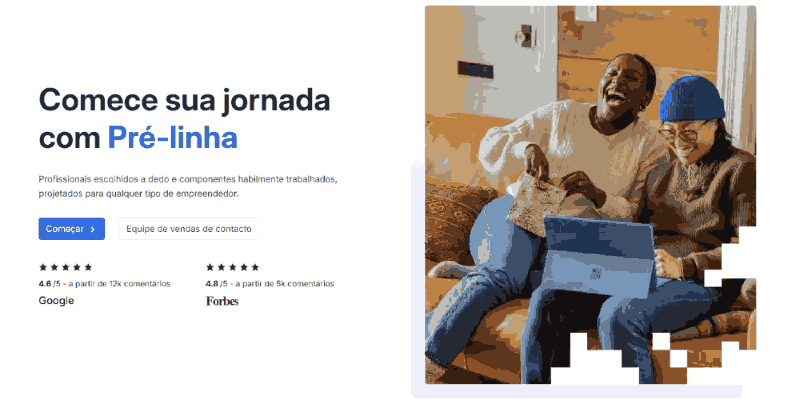 Comece sua jornada
com Pré-linha
Profissionais escolhidos a dedo e componentes habilmente trabalhados,
projetados para qualquer tipo de empreendedor.
Começar
Equipe de vendas de contacto
4.6 /5 - a partir de 12k comentários
4.8 /5 - a partir de 5k comentários
Google
Forbes